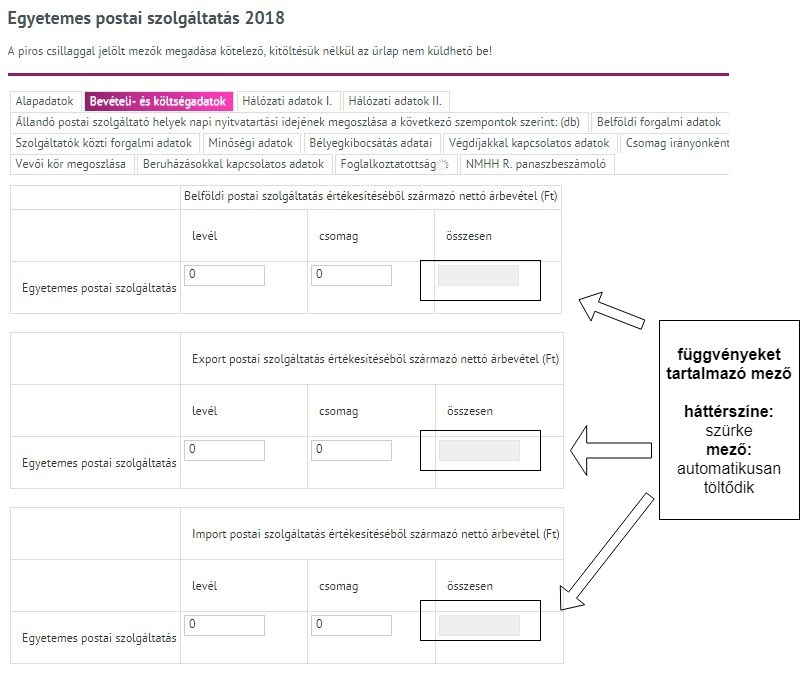 Egyetemes postai szolgáltatás 2018
A piros csillaggal jelölt mezők megadása kötelező, kitöltésük nélkül az űrlap nem küldhető be!
Alapadatok Bevételi- és költségadatok Hálózati adatok I. Hálózati adatok II.
Állandó postai szolgáltató helyek napi nyitvatartási idejének megoszlása a következő szempontok szerint: (db) Belföldi forgalmi adatok
Szolgáltatók közti forgalmi adatok Minőségi adatok Bélyegkibocsátás adatai Végdíjakkal kapcsolatos adatok Csomag irányonként
Vevői kör megoszlása Beruházásokkal kapcsolatos adatok Foglalkoztatottság NMHH R. panaszbeszámoló
Belföldi postai szolgáltatás értékesítéséből származó nettó árbevétel (Ft)
levél csomag összesen
Egyetemes postai szolgáltatás 0 0
Export postai szolgáltatás értékesítéséből származó nettó árbevétel (Ft)
levél csomag összesen
Egyetemes postai szolgáltatás 0 0
Import postai szolgáltatás értékesítéséből származó nettó árbevétel (Ft)
levél csomag összesen
Egyetemes postai szolgáltatás 0 0
függvényeket
tartalmazó mező
háttérszíne:
szürke
mező:
automatikusan
töltődik